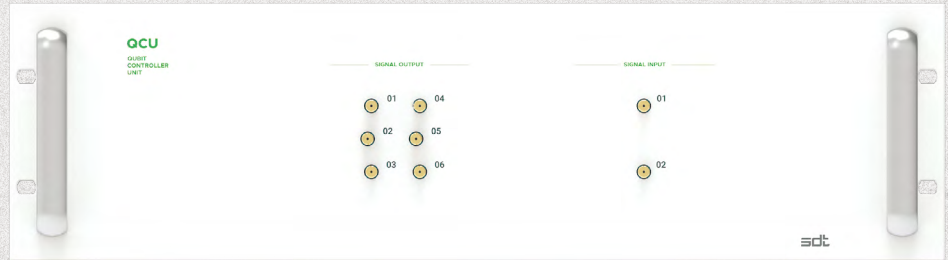 QCU
QUBIT
CONTROLLER
UNIT
SIGNAL OUTPUT
01 04
02 05
03 06
SIGNAL INPUT
01
02
sdt